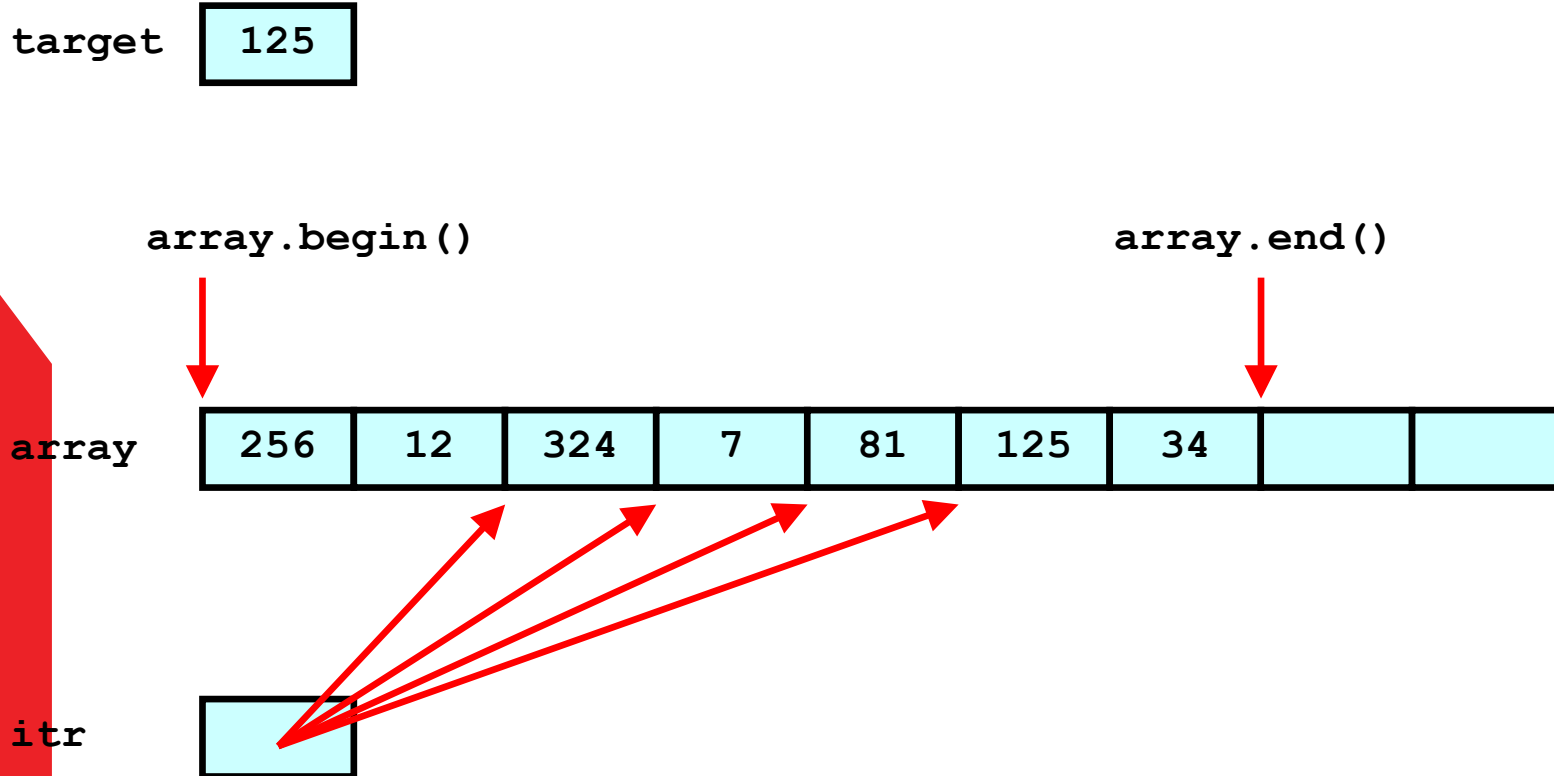 target 125
array.begin() array.end()
array 256 12 324 7 81 125 34
itr